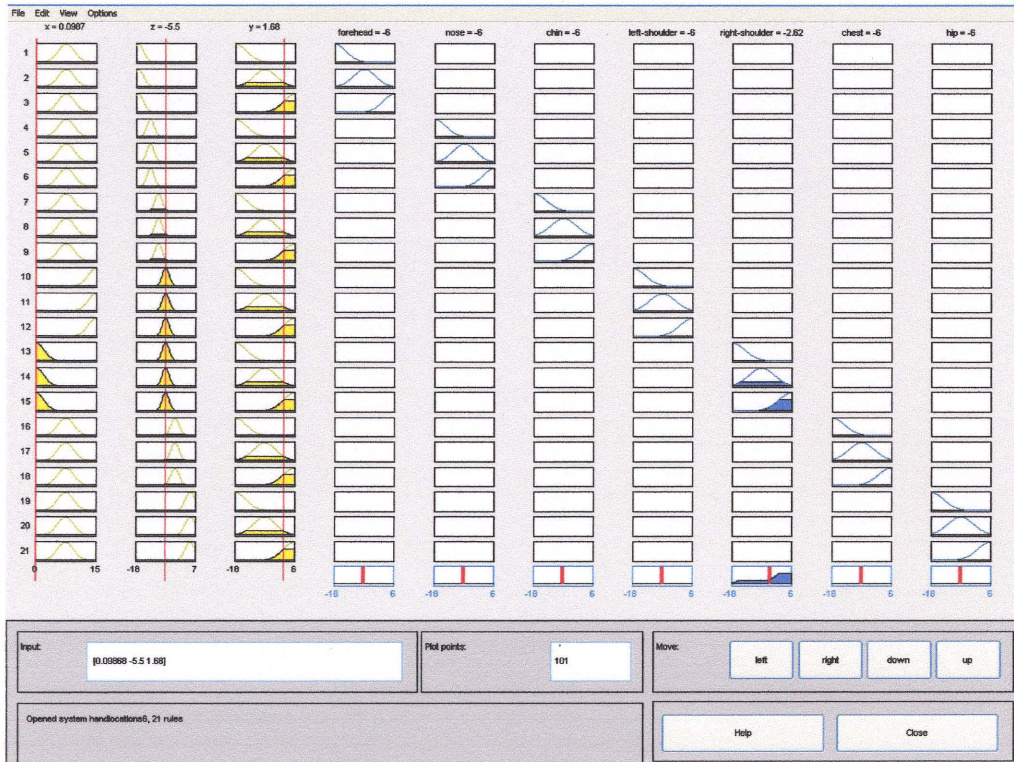 File Edit View Options
x = 0.0987 z = -5.5 y = 1.68 forehead = -6 nose = -6 chin = -6 left-shoulder = -6 right-shoulder = -2.62 chest = -6 hip = -6
1
2
3
4
5
6
7
8
9
10
11
12
13
14
15
16
17
18
19
20
21
0 15 -18 7 -18 6
-18 6 -18 6 -18 6 -18 6 -18 6 -18 6 -18 6
Input: Plot points: Move:
[0.09868 -5.5 1.68] 101 left right down up
Opened system handlocations6, 21 rules
Help Close